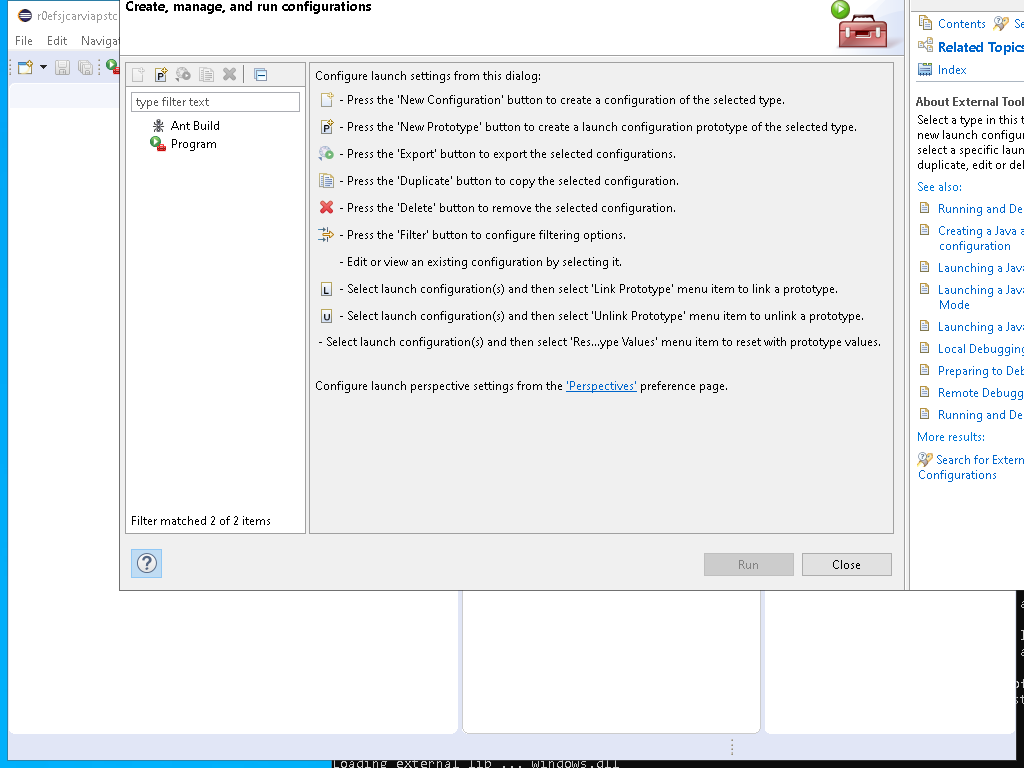 r0efsjcarviapstc
File Edit Naviga
Create, manage, and run configurations
type filter text
Ant Build
Program
Filter matched 2 of 2 items
Configure launch settings from this dialog:
- Press the 'New Configuration' button to create a configuration of the selected type.
- Press the 'New Prototype' button to create a launch configuration prototype of the selected type.
- Press the 'Export' button to export the selected configurations.
- Press the 'Duplicate' button to copy the selected configuration.
- Press the 'Delete' button to remove the selected configuration.
- Press the 'Filter' button to configure filtering options.
- Edit or view an existing configuration by selecting it.
L - Select launch configuration(s) and then select 'Link Prototype' menu item to link a prototype.
U - Select launch configuration(s) and then select 'Unlink Prototype' menu item to unlink a prototype.
- Select launch configuration(s) and then select 'Res...ype Values' menu item to reset with prototype values.
Configure launch perspective settings from the 'Perspectives' preference page.
Run Close
Contents Se
Related Topics
Index
About External Tool
Select a type in this t
new launch configur
select a specific laun
duplicate, edit or del
See also:
Running and De
Creating a Java a
configuration
Launching a Java
Launching a Java
Mode
Launching a Java
Local Debugging
Preparing to Deb
Remote Debugg
Running and De
More results:
Search for Extern
Configurations
Loading external lib ... windows.dll